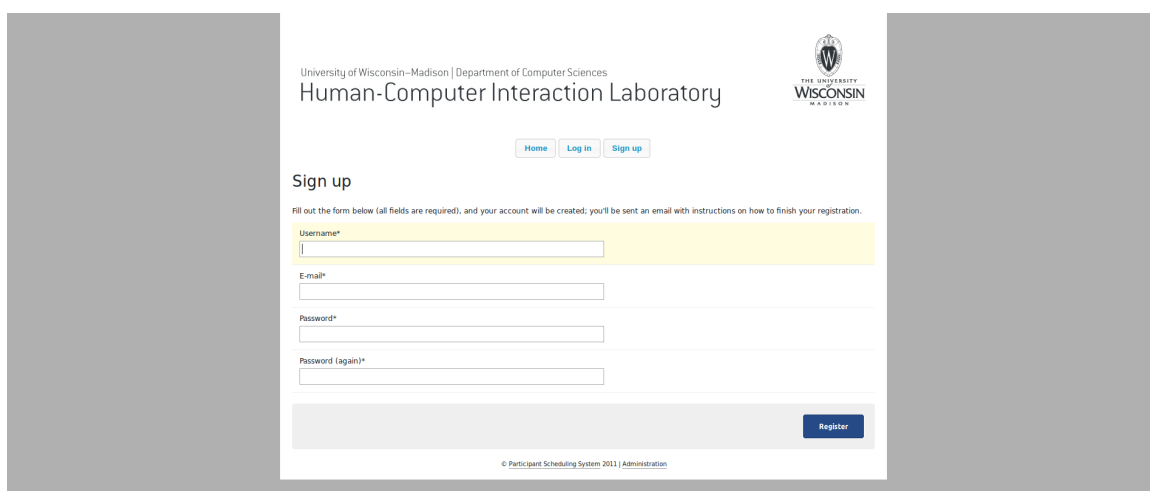 University of Wisconsin–Madison | Department of Computer Sciences
Human-Computer Interaction Laboratory
W
THE UNIVERSITY
of
WISCONSIN
MADISON
Home Log in Sign up
Sign up
Fill out the form below (all fields are required), and your account will be created; you'll be sent an email with instructions on how to finish your registration.
Username*
E-mail*
Password*
Password (again)*
Register
© Participant Scheduling System 2011 | Administration